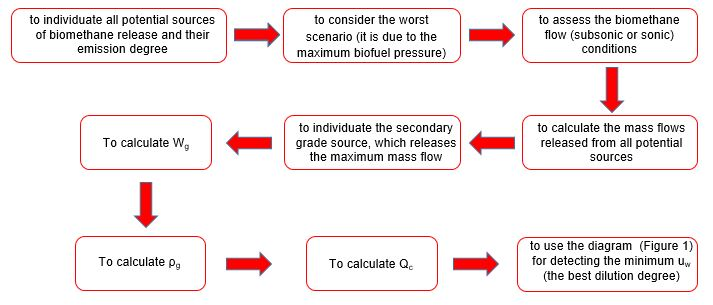 to individuate all potential sources
of biomethane release and their
emission degree
to consider the worst
scenario (it is due to the
maximum biofuel pressure)
to assess the biomethane
flow (subsonic or sonic)
conditions
to calculate the mass flows
released from all potential
sources
to individuate the secondary
grade source, which releases
the maximum mass flow
To calculate Wg
To calculate ρg
To calculate Qc
to use the diagram (Figure 1)
for detecting the minimum uw
(the best dilution degree)